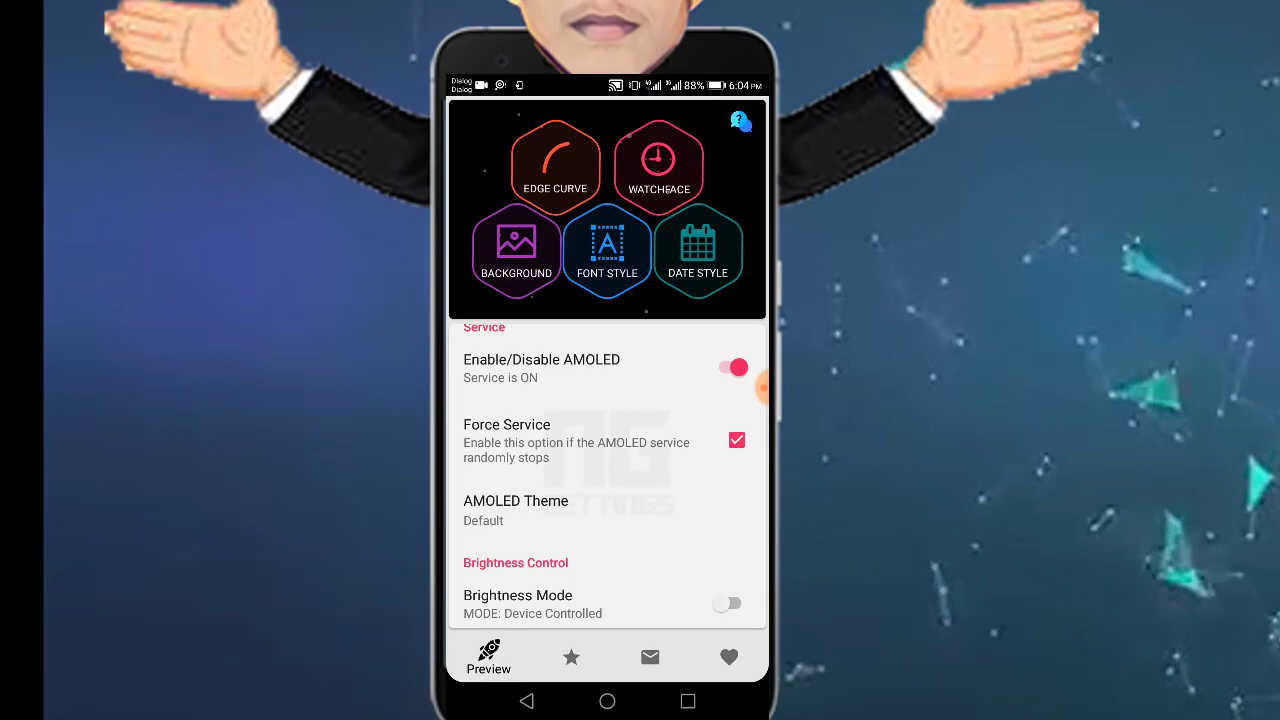 Dialog
Dialog
88%
6:04 PM
EDGE CURVE
WATCHFACE
BACKGROUND
FONT STYLE
DATE STYLE
Service
Enable/Disable AMOLED
Service is ON
Force Service
Enable this option if the AMOLED service
randomly stops
AMOLED Theme
Default
Brightness Control
Brightness Mode
MODE: Device Controlled
Preview